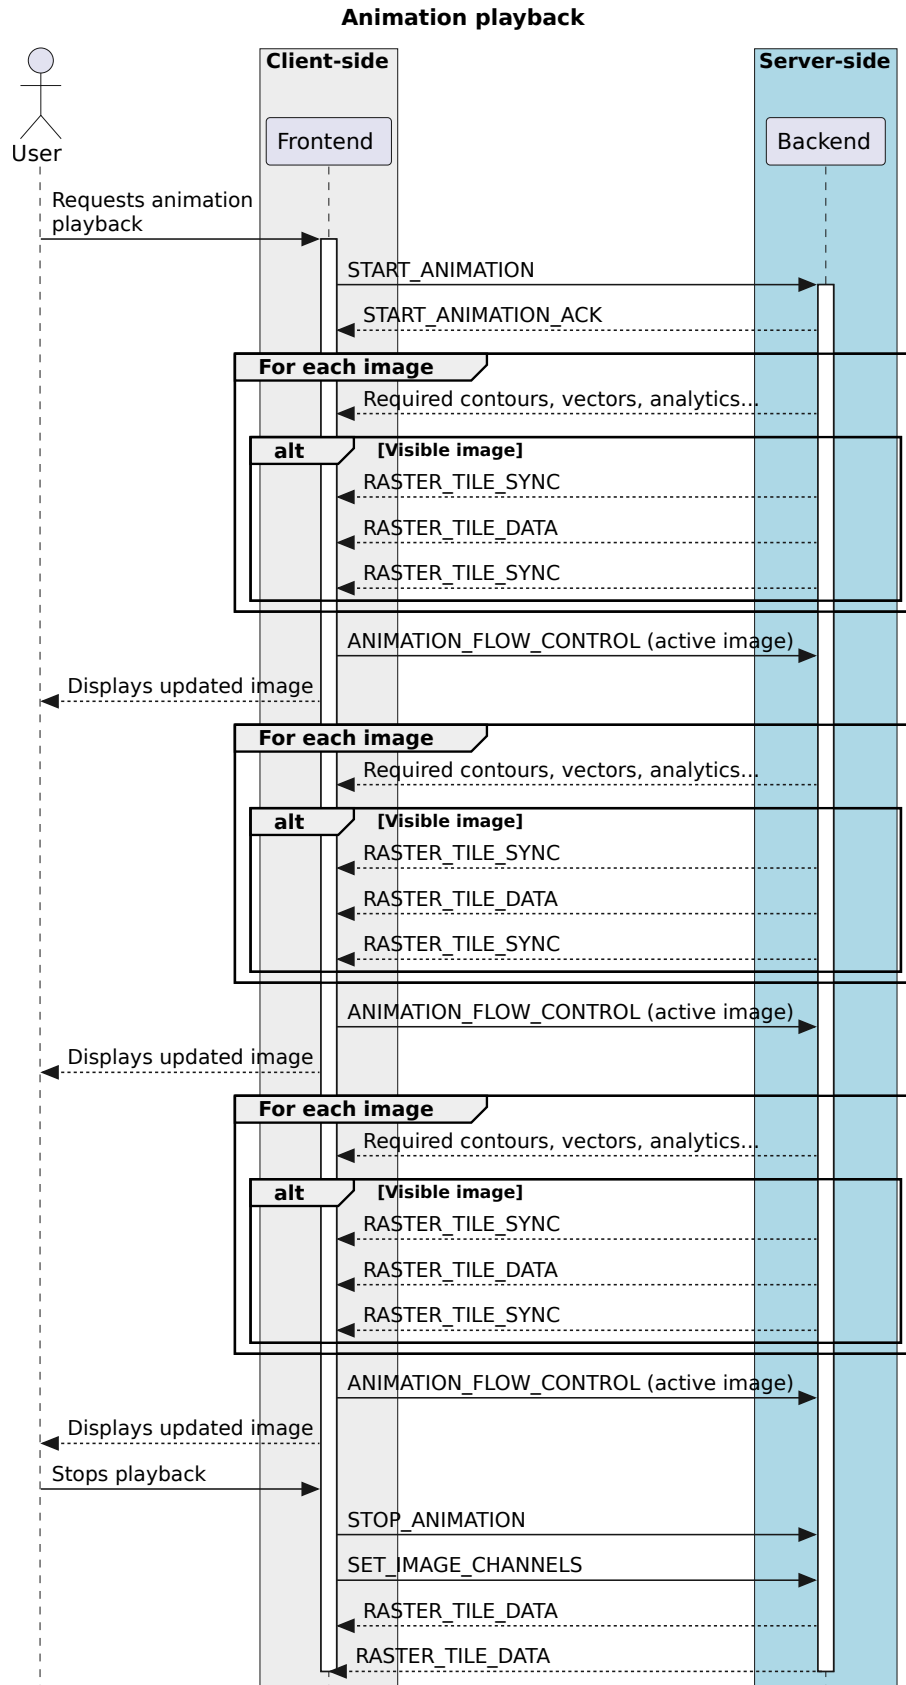 Animation playback
Client-side
Server-side
Frontend
Backend
User
Requests animation
playback
START_ANIMATION
START_ANIMATION_ACK
For each image
Required contours, vectors, analytics...
alt
[Visible image]
RASTER_TILE_SYNC
RASTER_TILE_DATA
RASTER_TILE_SYNC
ANIMATION_FLOW_CONTROL (active image)
Displays updated image
For each image
Required contours, vectors, analytics...
alt
[Visible image]
RASTER_TILE_SYNC
RASTER_TILE_DATA
RASTER_TILE_SYNC
ANIMATION_FLOW_CONTROL (active image)
Displays updated image
For each image
Required contours, vectors, analytics...
alt
[Visible image]
RASTER_TILE_SYNC
RASTER_TILE_DATA
RASTER_TILE_SYNC
ANIMATION_FLOW_CONTROL (active image)
Displays updated image
Stops playback
STOP_ANIMATION
SET_IMAGE_CHANNELS
RASTER_TILE_DATA
RASTER_TILE_DATA